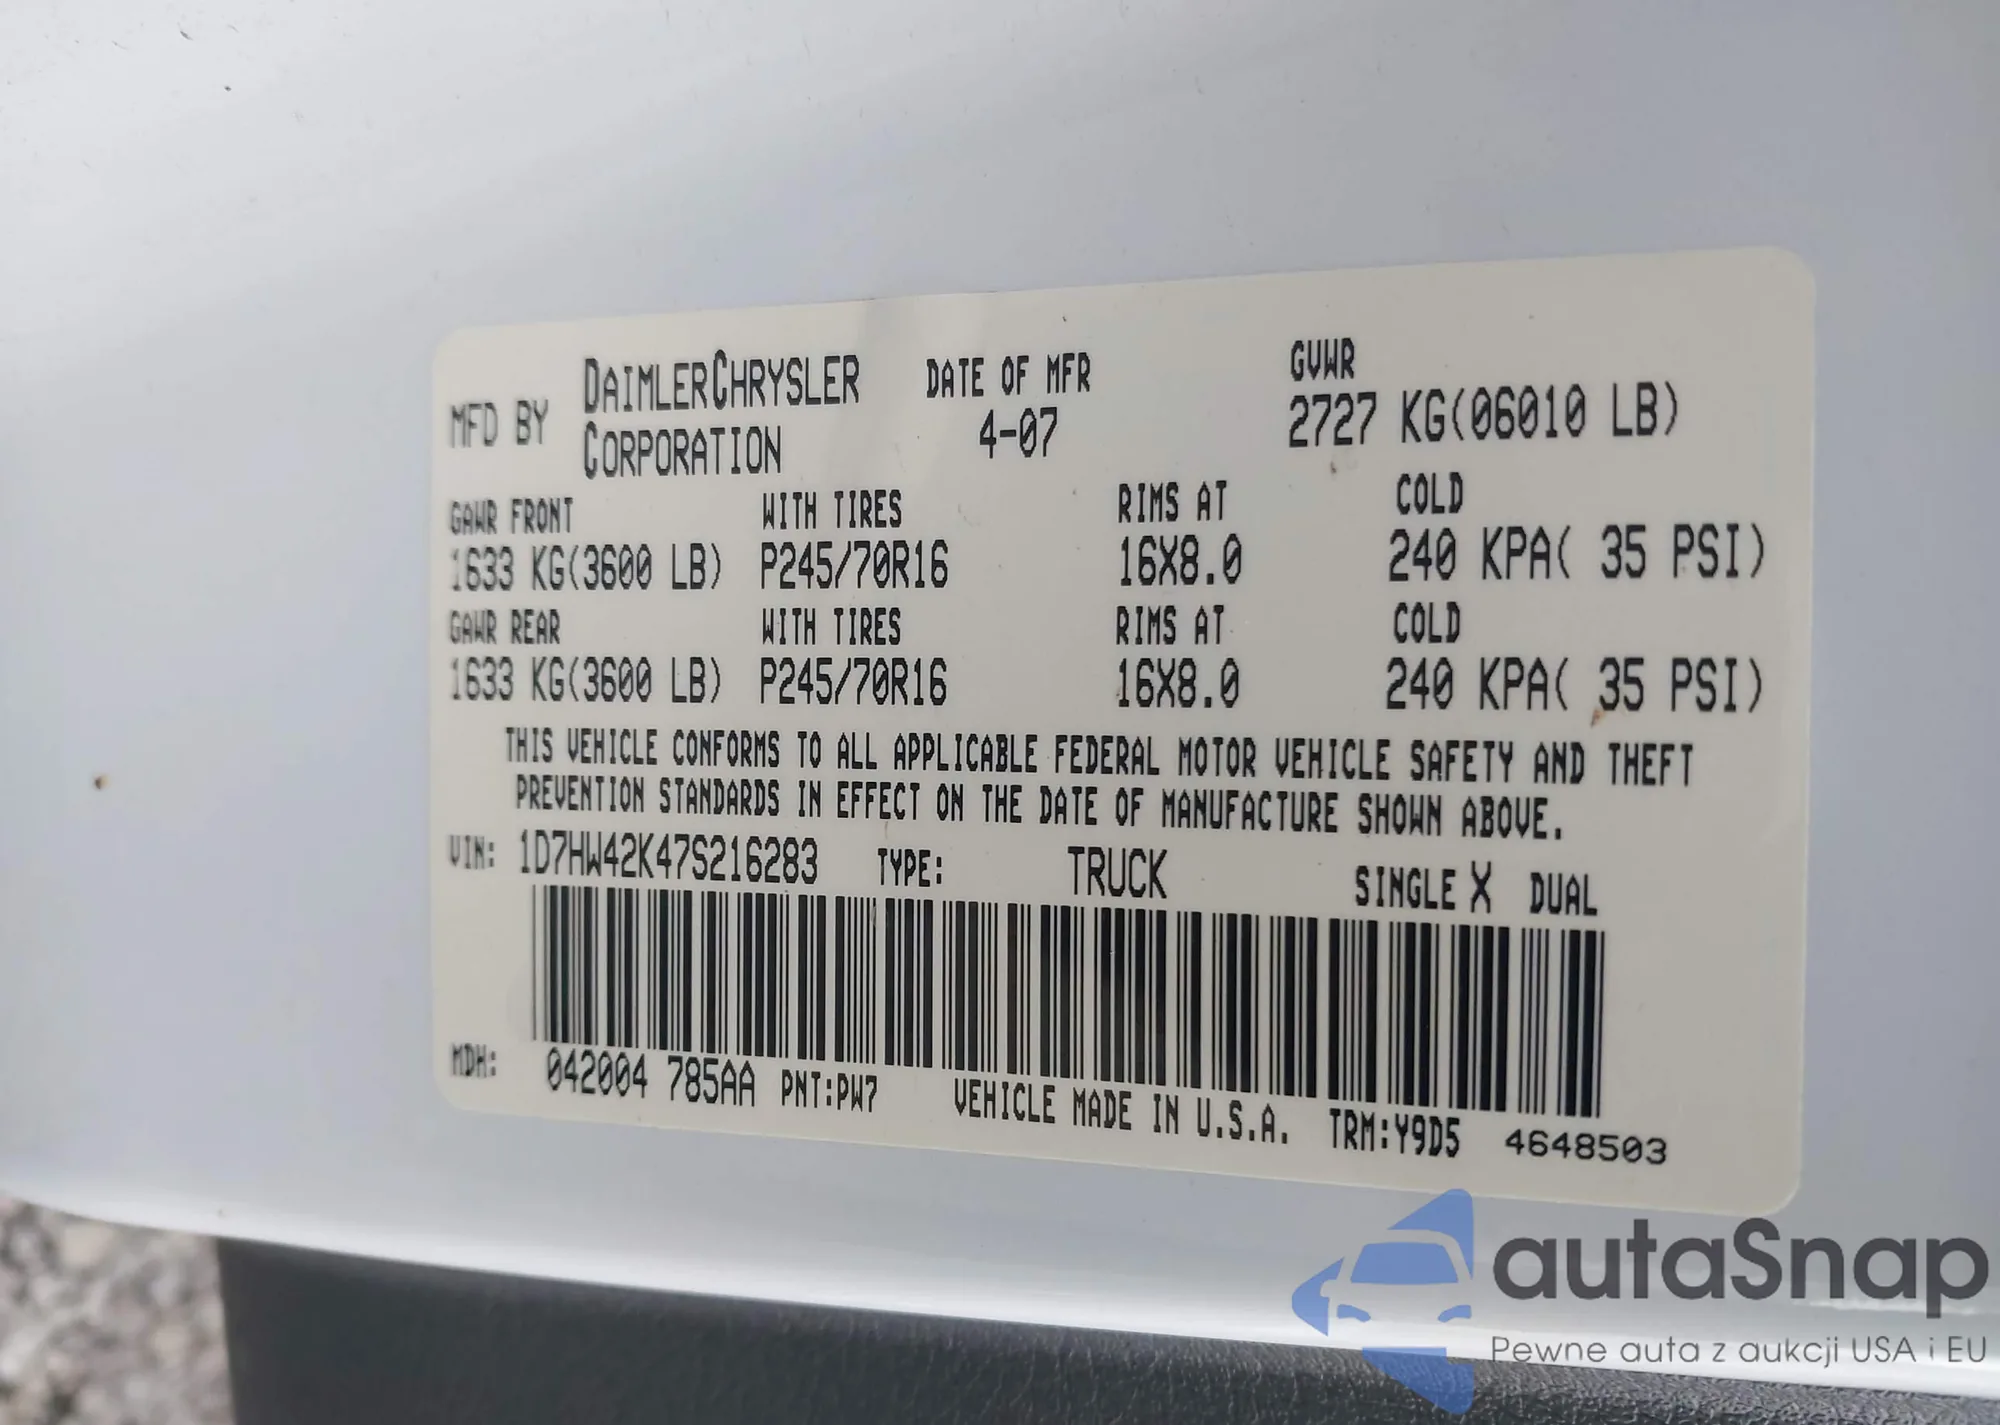 MFD BY DAIMLERCHRYSLER CORPORATION
DATE OF MFR
4-07
GVWR
2727 KG(06010 LB)
GAWR FRONT WITH TIRES RIMS AT COLD
1633 KG(3600 LB) P245/70R16 16X8.0 240 KPA( 35 PSI)
GAWR REAR WITH TIRES RIMS AT COLD
1633 KG(3600 LB) P245/70R16 16X8.0 240 KPA( 35 PSI)
THIS VEHICLE CONFORMS TO ALL APPLICABLE FEDERAL MOTOR VEHICLE SAFETY AND THEFT
PREVENTION STANDARDS IN EFFECT ON THE DATE OF MANUFACTURE SHOWN ABOVE.
VIN: 1D7HW42K47S216283 TYPE: TRUCK SINGLE X DUAL
MDH: 042004 785AA PNT:PW7 VEHICLE MADE IN U.S.A. TRM:Y9D5 4648503
autaSnap
Pewne auta z aukcji USA i EU